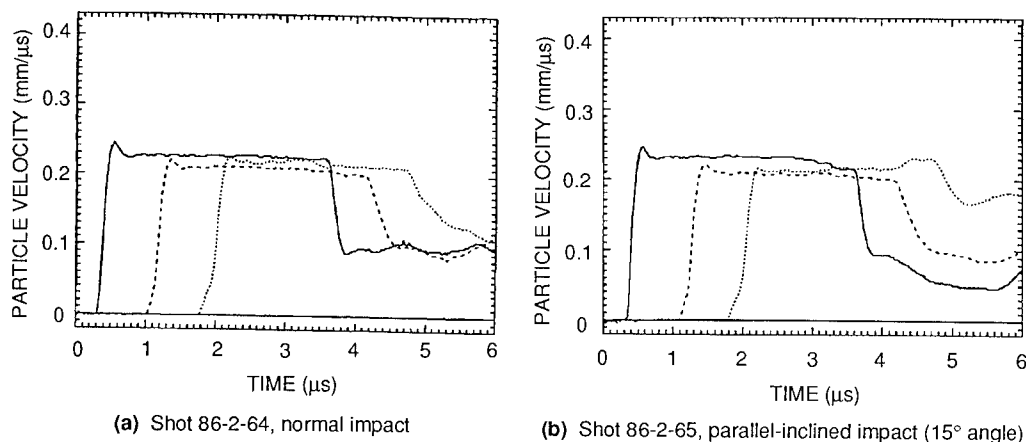 0.4
0.3
0.2
0.1
0
PARTICLE VELOCITY (mm/μs)
0 1 2 3 4 5 6
TIME (μs)
(a) Shot 86-2-64, normal impact
0.4
0.3
0.2
0.1
0
PARTICLE VELOCITY (mm/μs)
0 1 2 3 4 5 6
TIME (μs)
(b) Shot 86-2-65, parallel-inclined impact (15° angle)